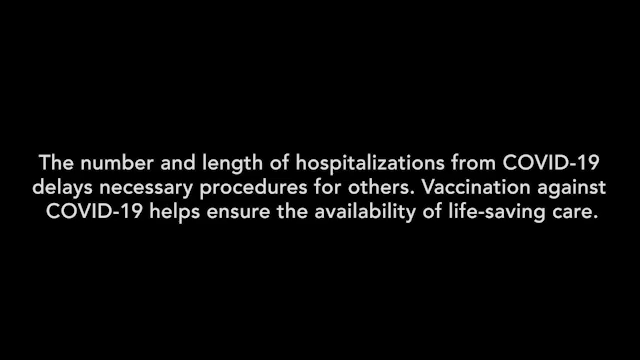 The number and length of hospitalizations from COVID-19
delays necessary procedures for others. Vaccination against
COVID-19 helps ensure the availability of life-saving care.